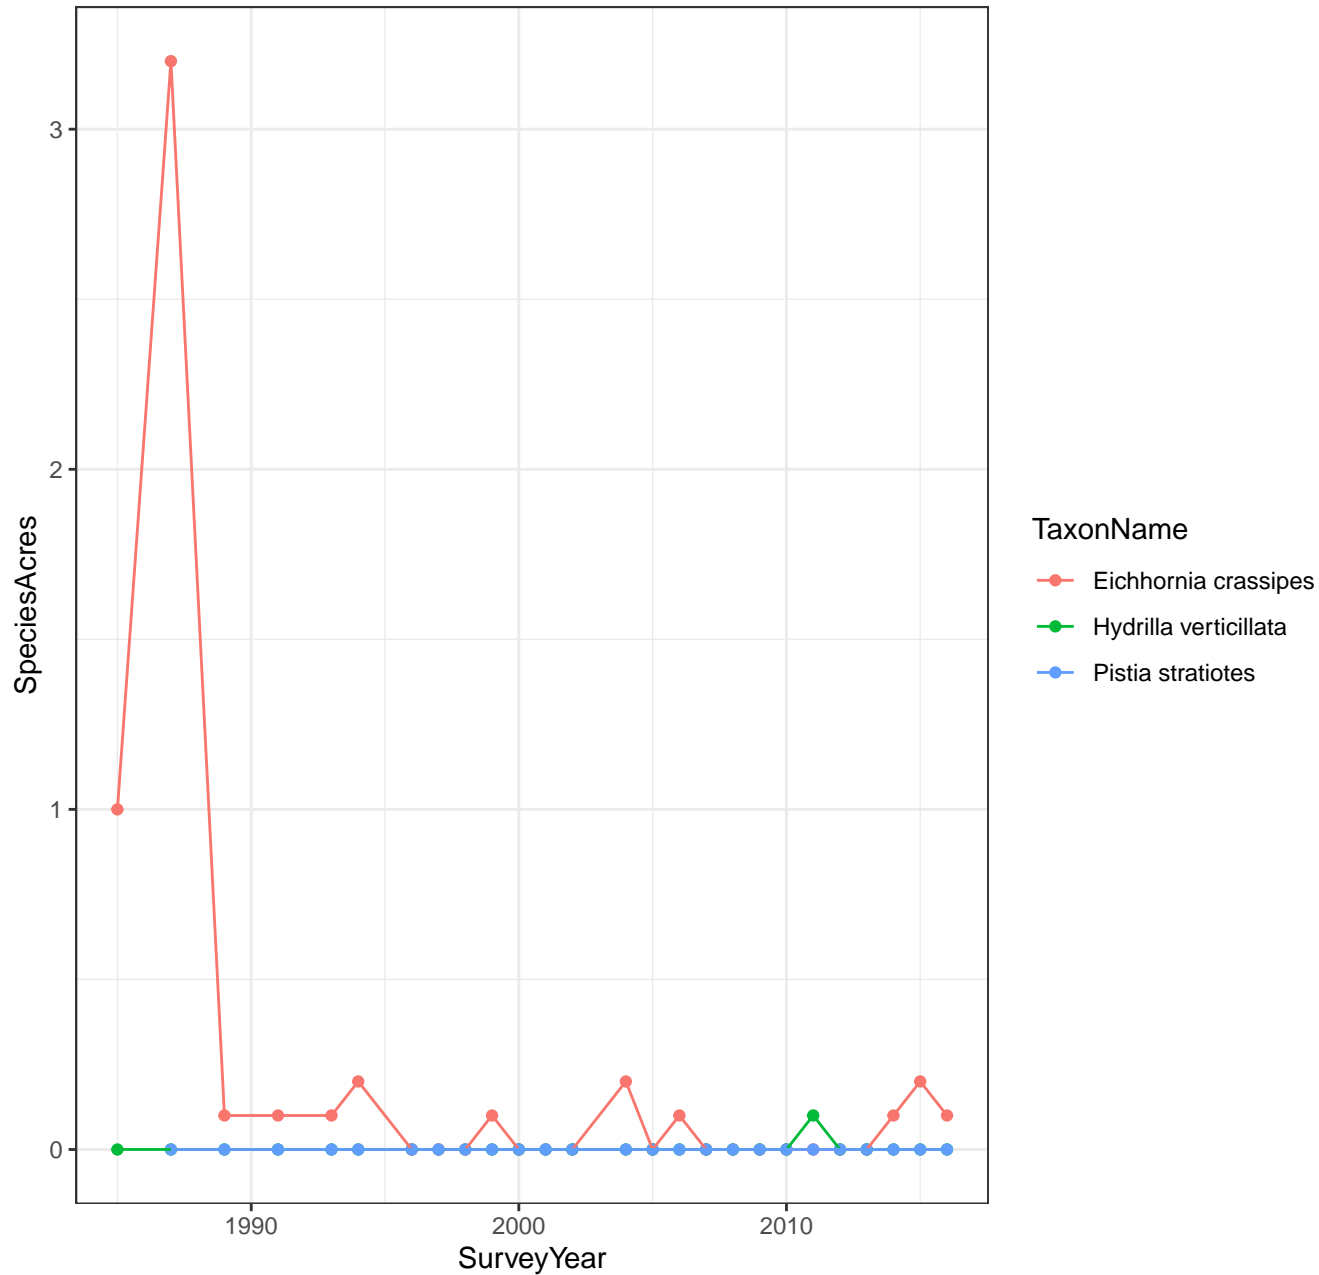 3
2
1
0
SpeciesAcres
1990
2000
2010
SurveyYear
TaxonName
Eichhornia crassipes
Hydrilla verticillata
Pistia stratiotes